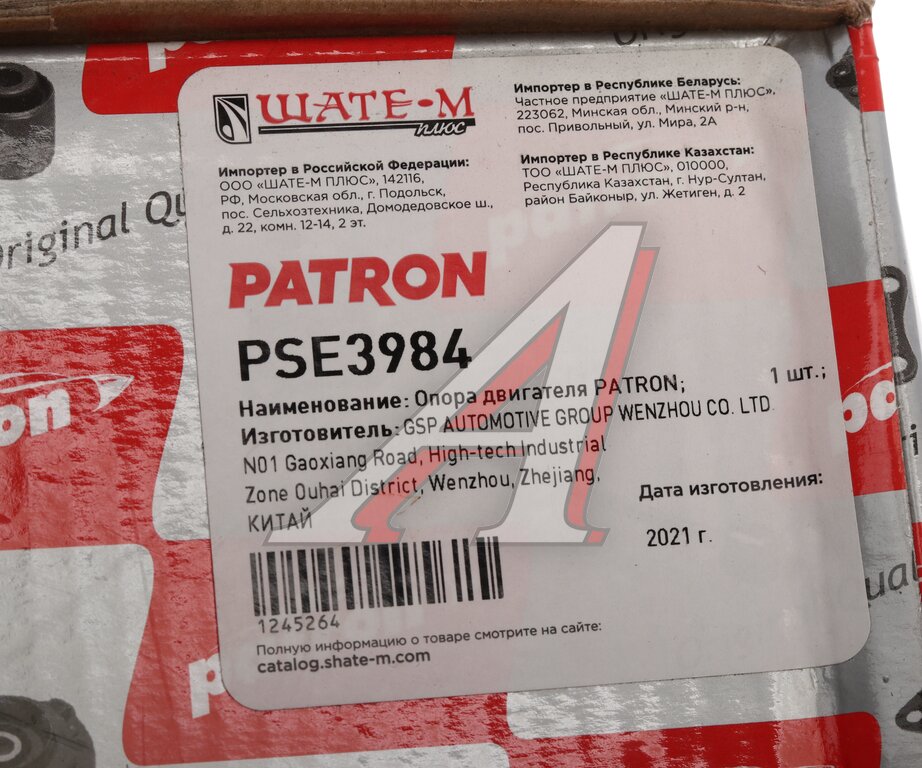 ШАТЕ-М
плюс
Импортер в Российской Федерации:
ООО «ШАТЕ-М ПЛЮС», 142116,
РФ, Московская обл., г. Подольск,
пос. Сельхозтехника, Домодедовское ш.,
д. 22, комн. 12-14, 2 эт.
Импортер в Республике Беларусь:
Частное предприятие «ШАТЕ-М ПЛЮС»,
223062, Минская обл., Минский р-н,
пос. Привольный, ул. Мира, 2А
Импортер в Республике Казахстан:
ТОО «ШАТЕ-М ПЛЮС», 010000,
Республика Казахстан, г. Нур-Султан,
район Байконыр, ул. Жетиген, д. 2
PATRON
PSE3984
Наименование: Опора двигателя PATRON; 1 шт.;
Изготовитель: GSP AUTOMOTIVE GROUP WENZHOU CO. LTD
N01 Gaoxiang Road, High-tech Industrial
Zone Ouhai District, Wenzhou, Zhejiang,
КИТАЙ
Дата изготовления:
2021 г.
1245264
Полную информацию о товаре смотрите на сайте:
catalog.shate-m.com